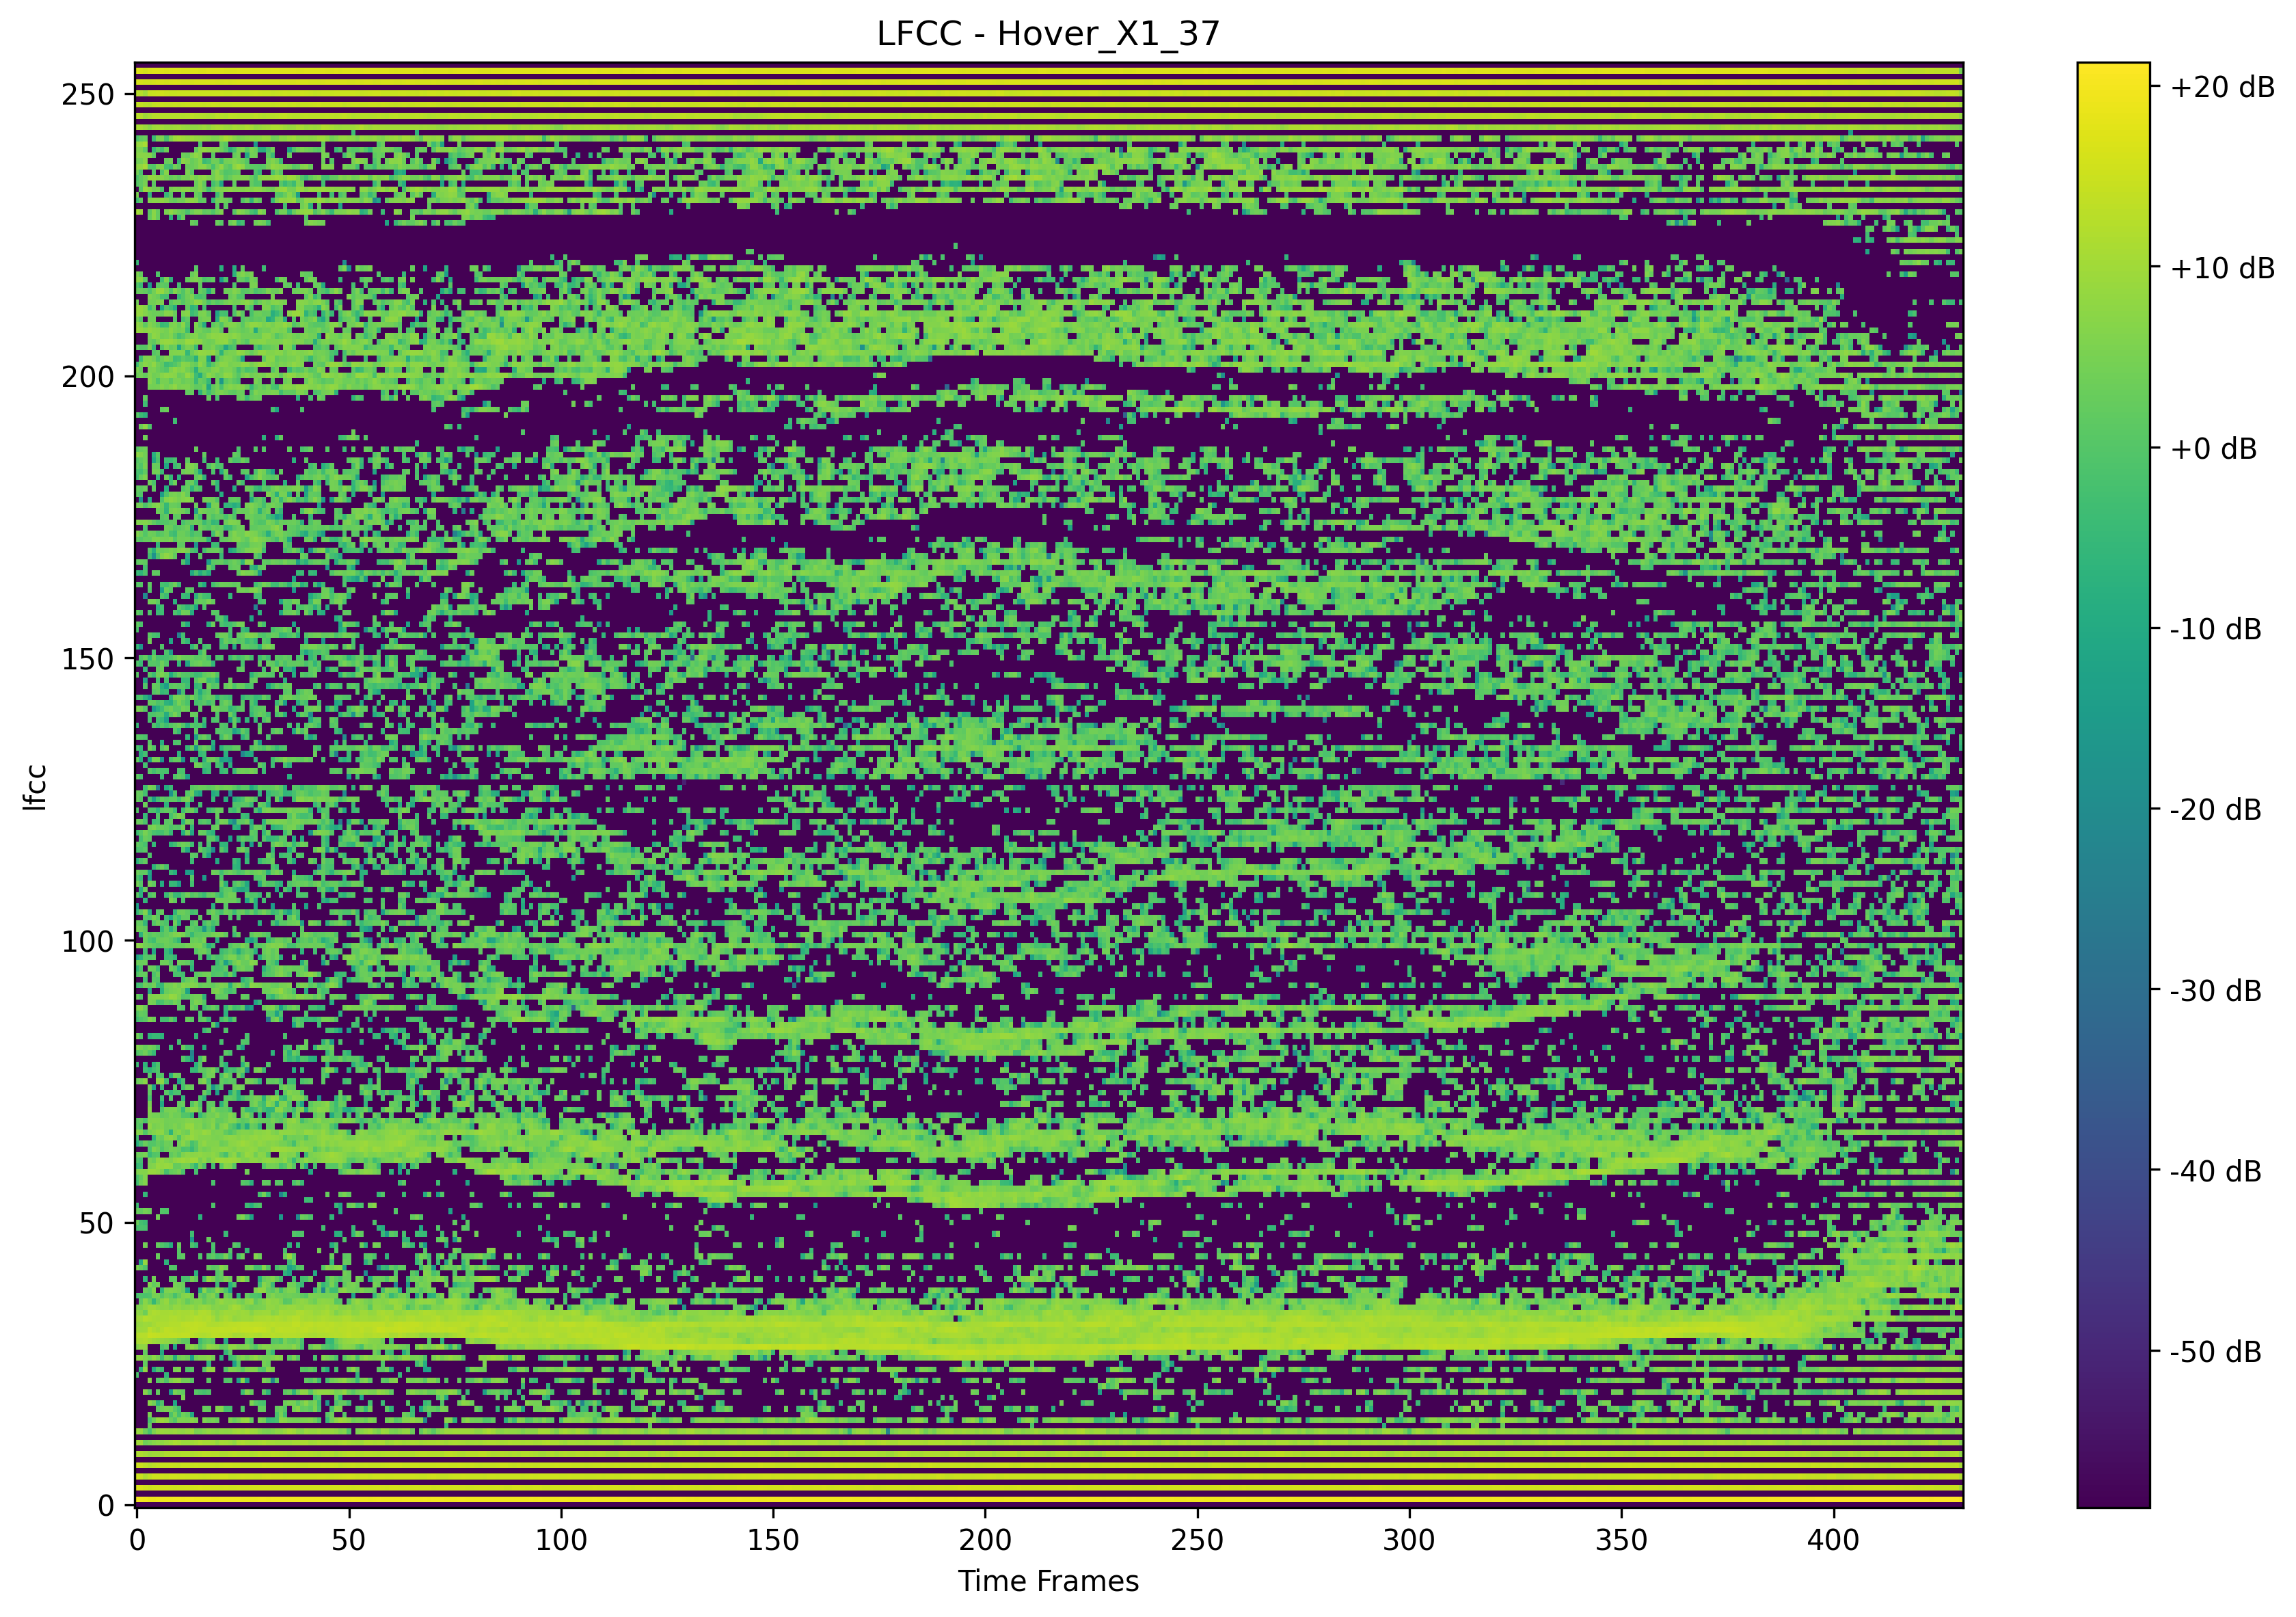 LFCC - Hover_X1_37
250
200
150
100
50
0
lfcc
0 50 100 150 200 250 300 350 400
Time Frames
+20 dB
+10 dB
+0 dB
-10 dB
-20 dB
-30 dB
-40 dB
-50 dB